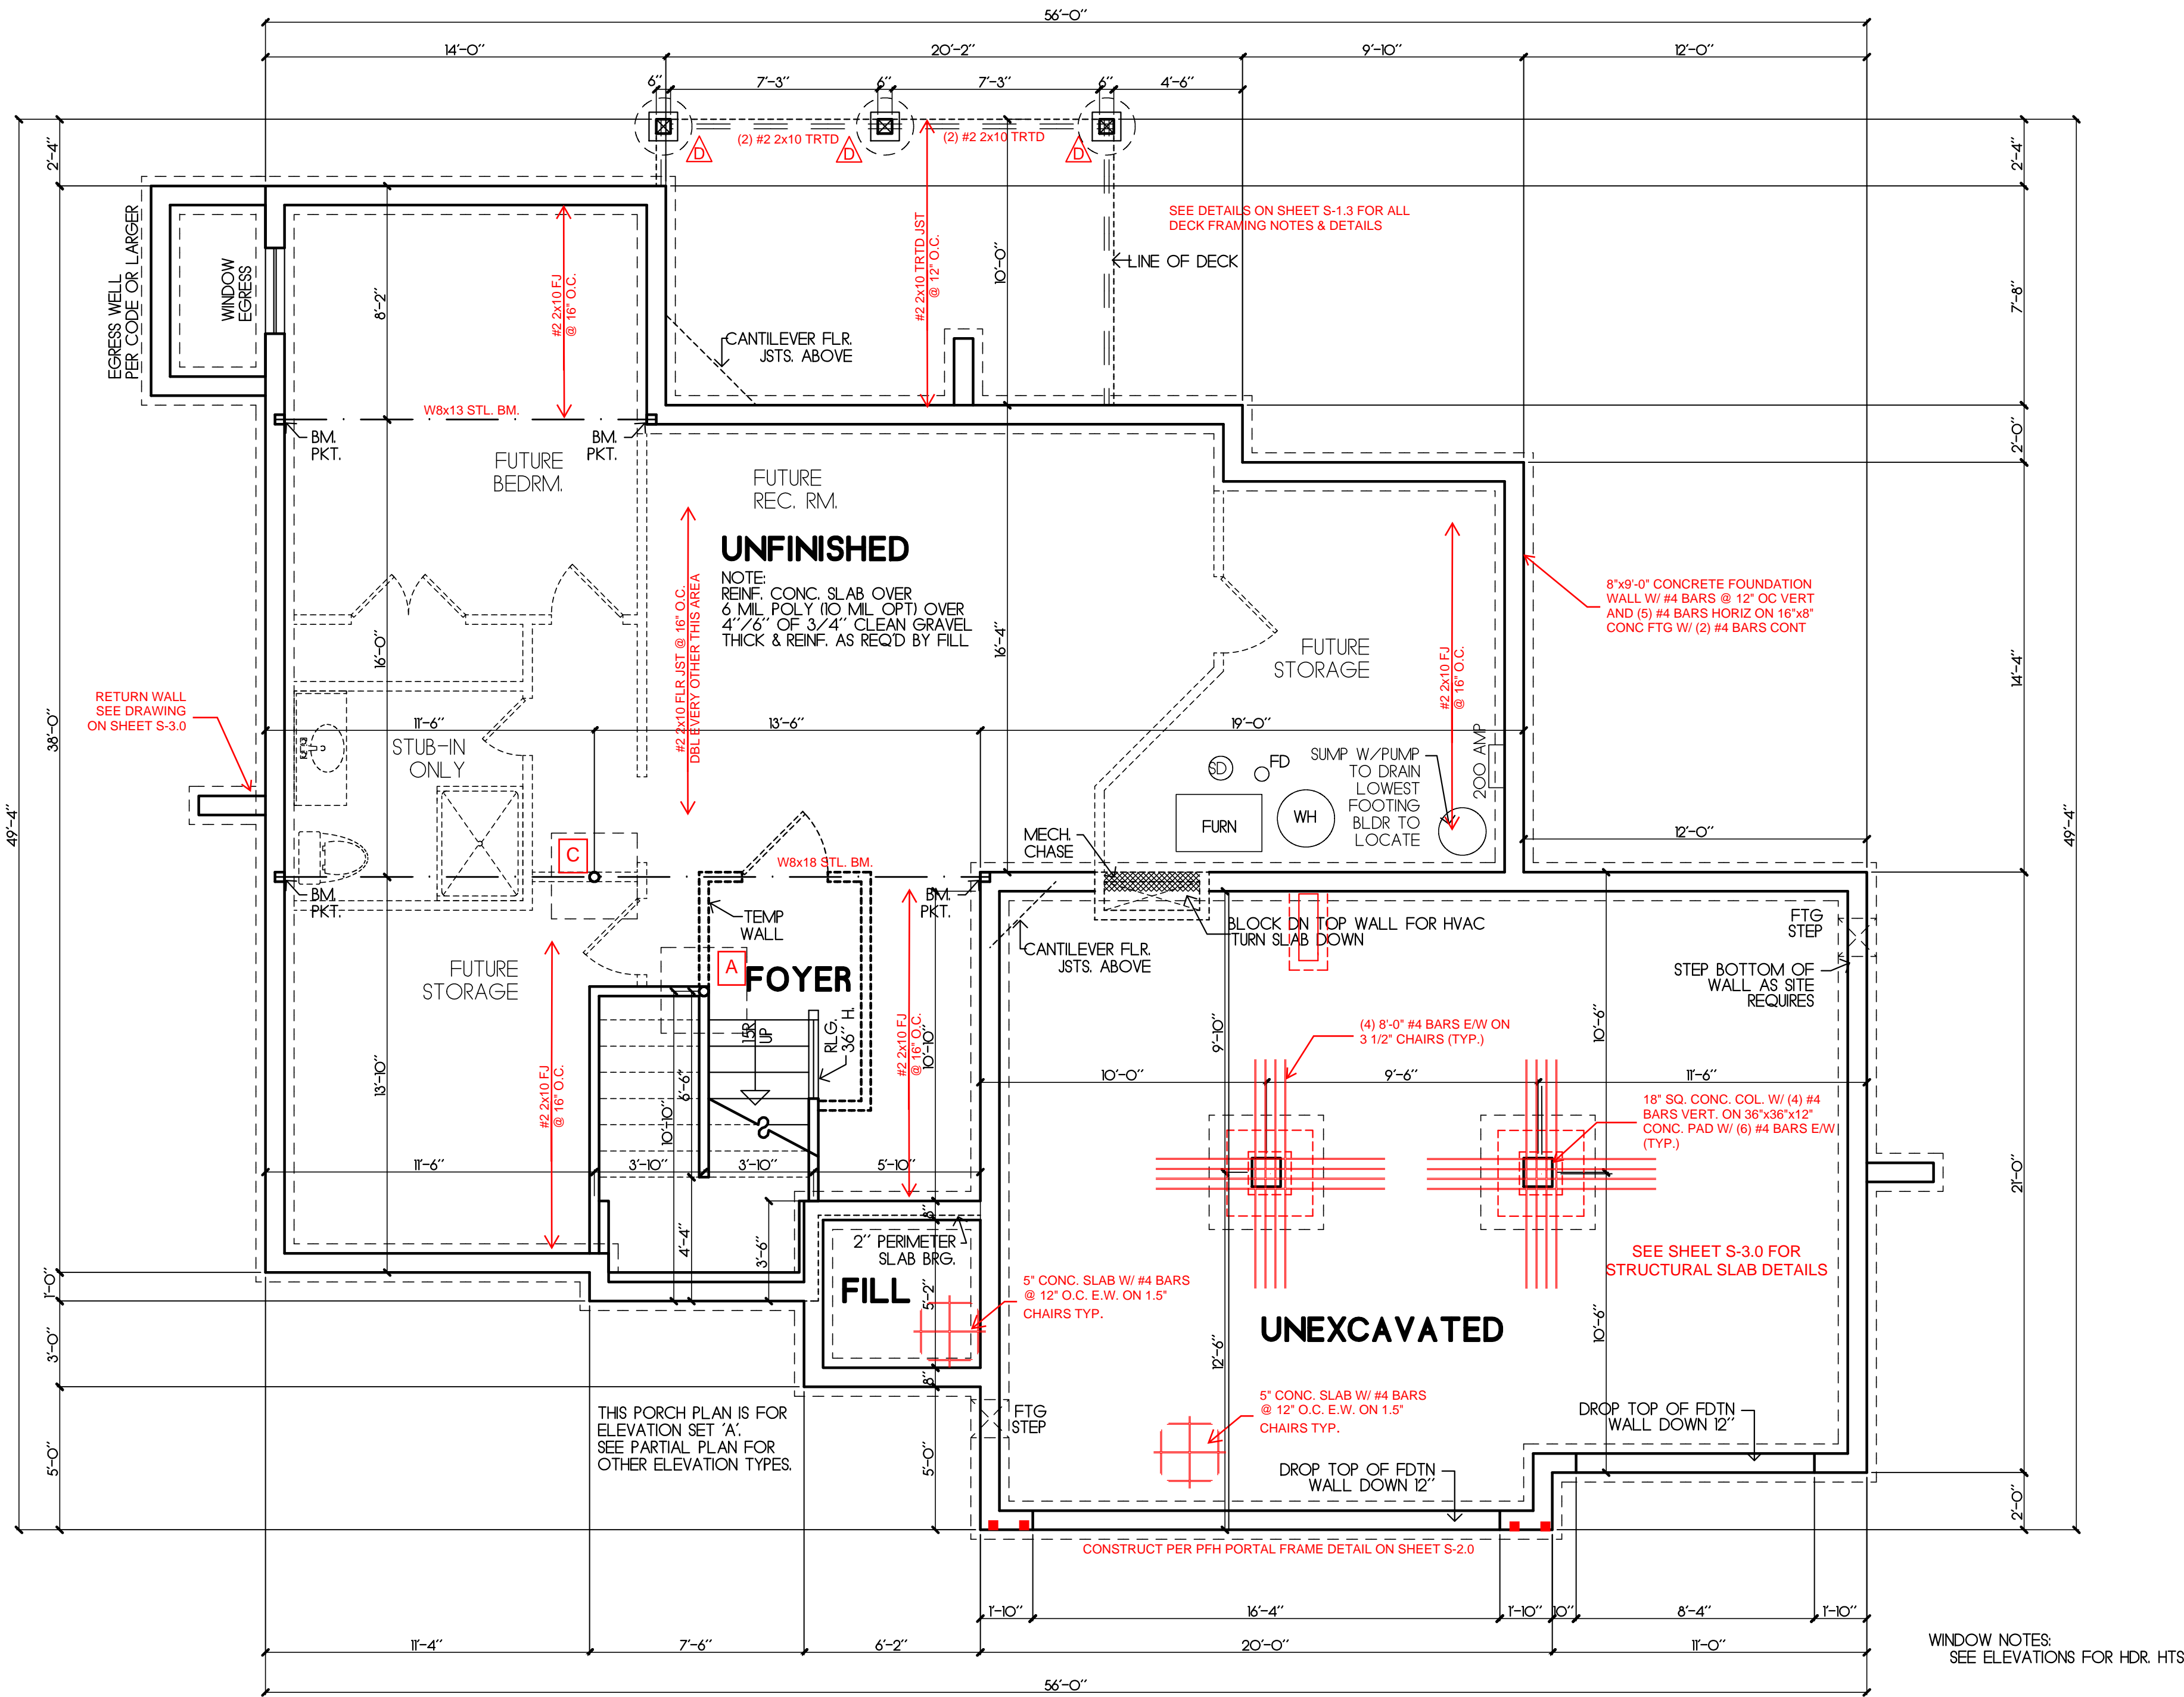 56'-0"
14'-0"
20'-2"
9'-10"
12'-0"
6"
7'-3"
6"
7'-3"
6"
4'-6"
(2) #2 2x10 TRTD
(2) #2 2x10 TRTD
D
D
D
2'-4"
2'-4"
SEE DETAILS ON SHEET S-1.3 FOR ALL
DECK FRAMING NOTES & DETAILS
EGRESS WELL
PER CODE OR LARGER
WINDOW
EGRESS
8'-2"
#2 2x10 FJ
@ 16" O.C.
#2 2x10 TRTD JST
@ 12" O.C.
10'-0"
LINE OF DECK
7'-8"
CANTILEVER FLR.
JSTS. ABOVE
W8x13 STL. BM.
BM.
PKT.
BM.
PKT.
2'-0"
FUTURE
BEDRM.
FUTURE
REC. RM.
UNFINISHED
NOTE:
REINF. CONC. SLAB OVER
6 MIL POLY (10 MIL OPT) OVER
4"/6" OF 3/4" CLEAN GRAVEL
THICK & REINF. AS REQ'D BY FILL
#2 2x10 FLR JST @ 16" O.C.
DBL EVERY OTHER THIS AREA
16'-0"
16'-4"
FUTURE
STORAGE
#2 2x10 FJ
@ 16" O.C.
8"x9'-0" CONCRETE FOUNDATION
WALL W/ #4 BARS @ 12" OC VERT
AND (5) #4 BARS HORIZ ON 16"x8"
CONC FTG W/ (2) #4 BARS CONT
14'-4"
RETURN WALL
SEE DRAWING
ON SHEET S-3.0
38'-0"
49'-4"
49'-4"
11'-6"
13'-6"
19'-0"
STUB-IN
ONLY
SD
FD
SUMP W/PUMP
TO DRAIN
LOWEST
FOOTING
BLDR TO
LOCATE
200 AMP
FURN
WH
12'-0"
MECH.
CHASE
C
W8x18 STL. BM.
BM.
PKT.
BM.
PKT.
TEMP
WALL
BLOCK DN TOP WALL FOR HVAC
TURN SLAB DOWN
CANTILEVER FLR.
JSTS. ABOVE
FTG
STEP
STEP BOTTOM OF
WALL AS SITE
REQUIRES
FUTURE
STORAGE
A
FOYER
15R
UP
RLG.
36" H.
#2 2x10 FJ
@ 16" O.C.
10'-10"
9'-10"
10'-6"
(4) 8'-0" #4 BARS E/W ON
3 1/2" CHAIRS (TYP.)
13'-10"
#2 2x10 FJ
@ 16" O.C.
10'-10"
6'-6"
10'-0"
9'-6"
11'-6"
18" SQ. CONC. COL. W/ (4) #4
BARS VERT. ON 36"x36"x12"
CONC. PAD W/ (6) #4 BARS E/W
(TYP.)
11'-6"
3'-10"
3'-10"
5'-10"
21'-0"
8"
4'-4"
3'-6"
2" PERIMETER
SLAB BRG.
SEE SHEET S-3.0 FOR
STRUCTURAL SLAB DETAILS
FILL
5'-2"
5" CONC. SLAB W/ #4 BARS
@ 12" O.C. E.W. ON 1.5"
CHAIRS TYP.
UNEXCAVATED
1'-0"
3'-0"
12'-6"
10'-6"
8"
5" CONC. SLAB W/ #4 BARS
@ 12" O.C. E.W. ON 1.5"
CHAIRS TYP.
THIS PORCH PLAN IS FOR
ELEVATION SET 'A'.
SEE PARTIAL PLAN FOR
OTHER ELEVATION TYPES.
FTG
STEP
DROP TOP OF FDTN
WALL DOWN 12"
5'-0"
5'-0"
DROP TOP OF FDTN
WALL DOWN 12"
2'-0"
CONSTRUCT PER PFH PORTAL FRAME DETAIL ON SHEET S-2.0
1'-10"
16'-4"
1'-10"
10"
8'-4"
1'-10"
11'-4"
7'-6"
6'-2"
20'-0"
11'-0"
WINDOW NOTES:
SEE ELEVATIONS FOR HDR. HTS
56'-0"